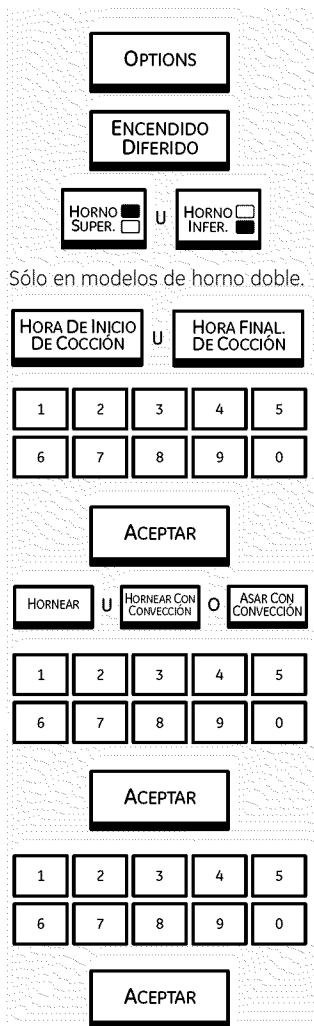 OPTIONS
ENCENDIDO
DIFERIDO
HORNO
SUPER.
U
HORNO
INFER.
Sólo en modelos de horno doble.
HORA DE INICIO
DE COCCIÓN
U
HORA FINAL.
DE COCCIÓN
1 2 3 4 5
6 7 8 9 0
ACEPTAR
HORNEAR U HORNEAR CON
CONVECCIÓN O ASAR CON
CONVECCIÓN
1 2 3 4 5
6 7 8 9 0
ACEPTAR
1 2 3 4 5
6 7 8 9 0
ACEPTAR